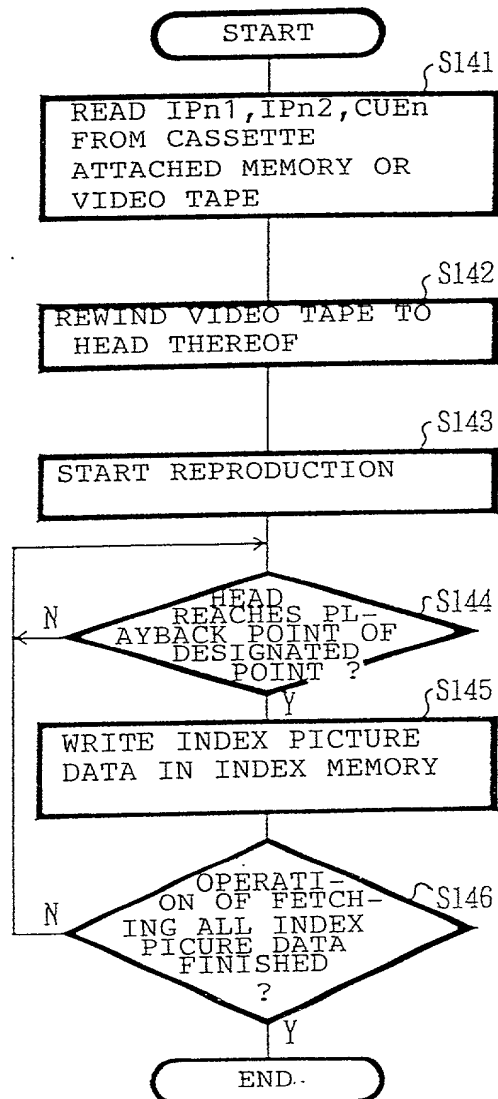 START
S141
READ IPn1,IPn2,CUEn
FROM CASSETTE
ATTACHED MEMORY OR
VIDEO TAPE
S142
REWIND VIDEO TAPE TO
HEAD THEREOF
S143
START REPRODUCTION
S144
N
HEAD
REACHES PL-
AYBACK POINT OF
DESIGNATED
POINT ?
Y
S145
WRITE INDEX PICTURE
DATA IN INDEX MEMORY
S146
N
OPERATI-
ON OF FETCH-
ING ALL INDEX
PICURE DATA
FINISHED
?
Y
END